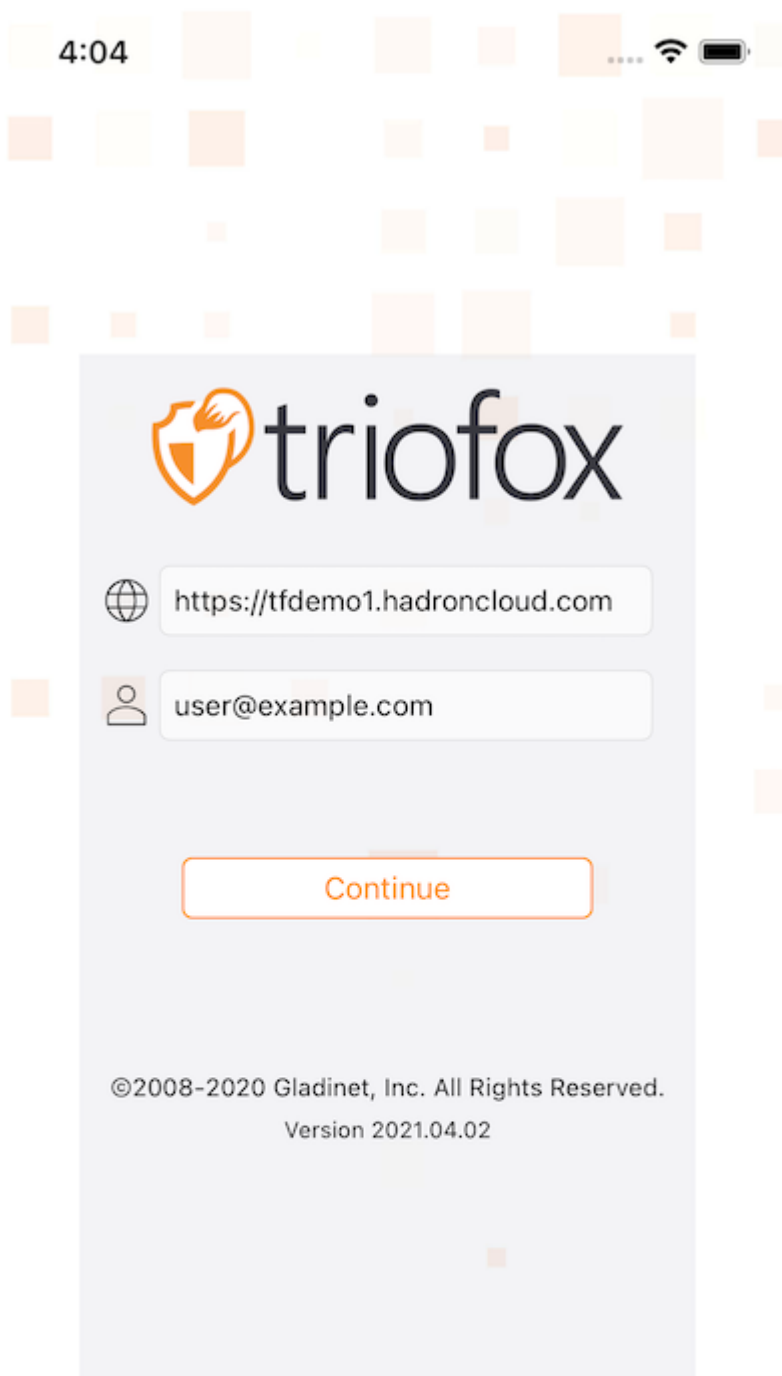 4:04
triofox
https://tfdemo1.hadroncloud.com
user@example.com
Continue
©2008-2020 Gladinet, Inc. All Rights Reserved.
Version 2021.04.02